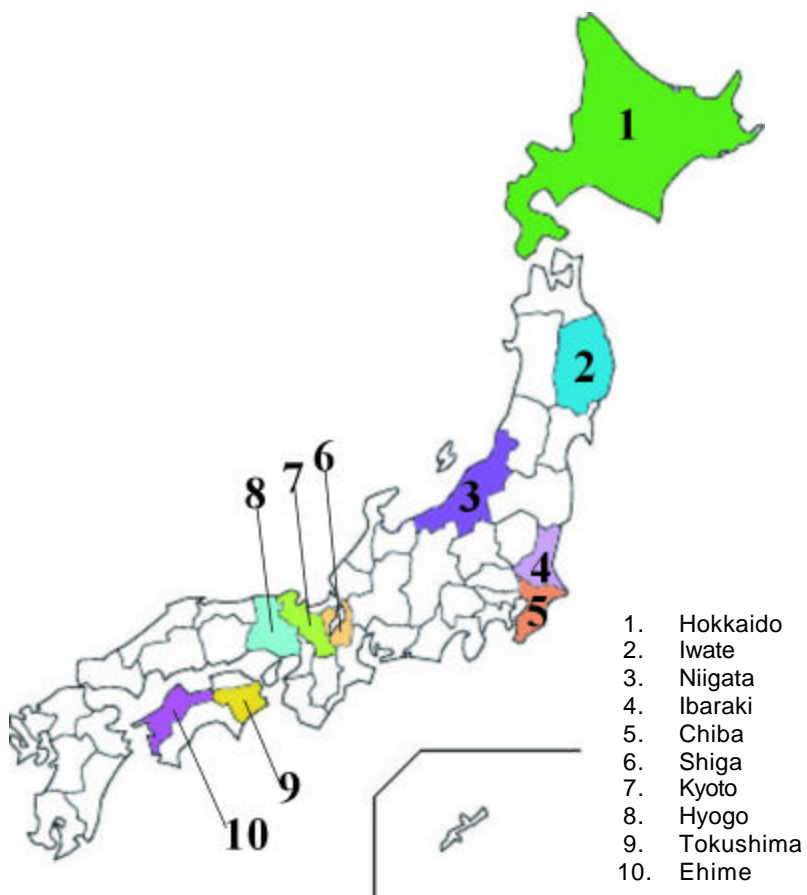 1
2
3
6
7
8
4
5
9
10
1. Hokkaido
2. Iwate
3. Niigata
4. Ibaraki
5. Chiba
6. Shiga
7. Kyoto
8. Hyogo
9. Tokushima
10. Ehime